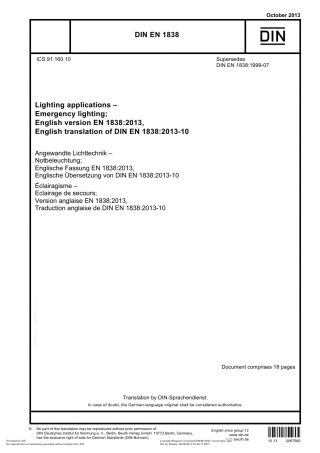 October 2013
DIN EN 1838
DIN
ICS 91.160.10
Supersedes
DIN EN 1838:1999-07
Lighting applications –
Emergency lighting;
English version EN 1838:2013,
English translation of DIN EN 1838:2013-10
Angewandte Lichttechnik –
Notbeleuchtung;
Englische Fassung EN 1838:2013,
Englische Übersetzung von DIN EN 1838:2013-10
Éclairagisme –
Eclairage de secours;
Version anglaise EN 1838:2013,
Traduction anglaise de DIN EN 1838:2013-10
Document comprises 18 pages
Translation by DIN-Sprachendienst.
In case of doubt, the German-language original shall be considered authoritative.
© No part of this translation may be reproduced without prior permission of
DIN Deutsches Institut für Normung e. V., Berlin. Beuth Verlag GmbH, 10772 Berlin, Germany,
has the exclusive right of sale for German Standards (DIN-Normen).
English price group 12
www.din.de
www.beuth.de
10.13